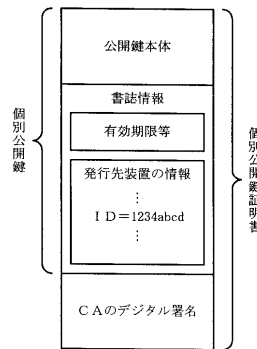 公開鍵本体
書誌情報
有効期限等
発行先装置の情報
⋮
ID=1234abcd
⋮
CAのデジタル署名
個別公開鍵
個別公開鍵証明書